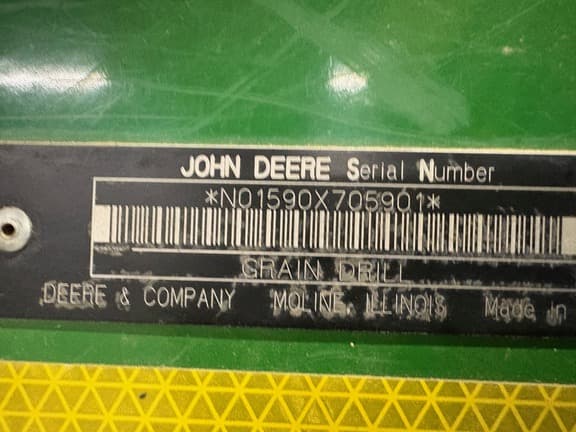 JOHN DEERE Serial Number
*N01590X705901*
GRAIN DRILL
DEERE & COMPANY MOLINE, ILLINOIS Made in